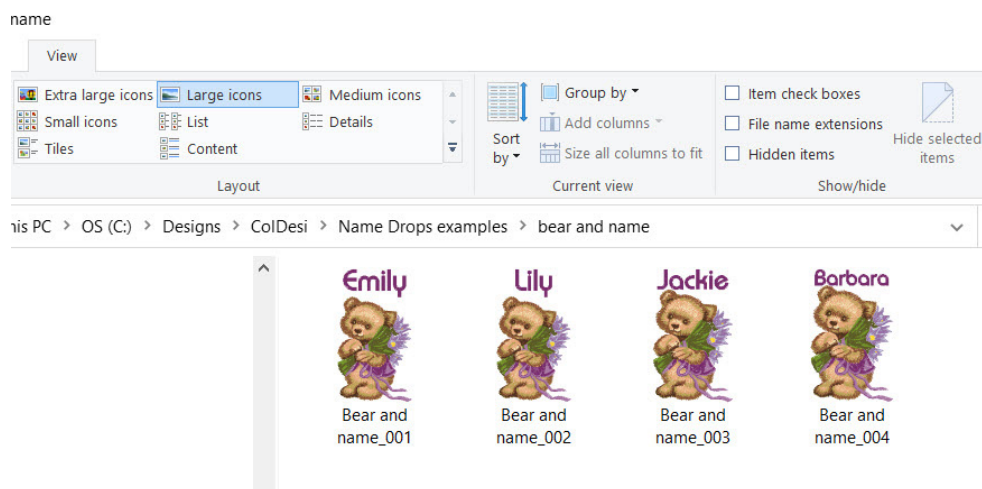 name
View
Extra large icons Large icons Medium icons
Small icons List Details
Tiles Content
Layout
Sort by
Group by
Add columns
Size all columns to fit
Current view
Item check boxes
File name extensions
Hidden items
Hide selected items
Show/hide
his PC > OS (C:) > Designs > ColDesi > Name Drops examples > bear and name
Emily Lily Jackie Barbara
Bear and name_001
Bear and name_002
Bear and name_003
Bear and name_004